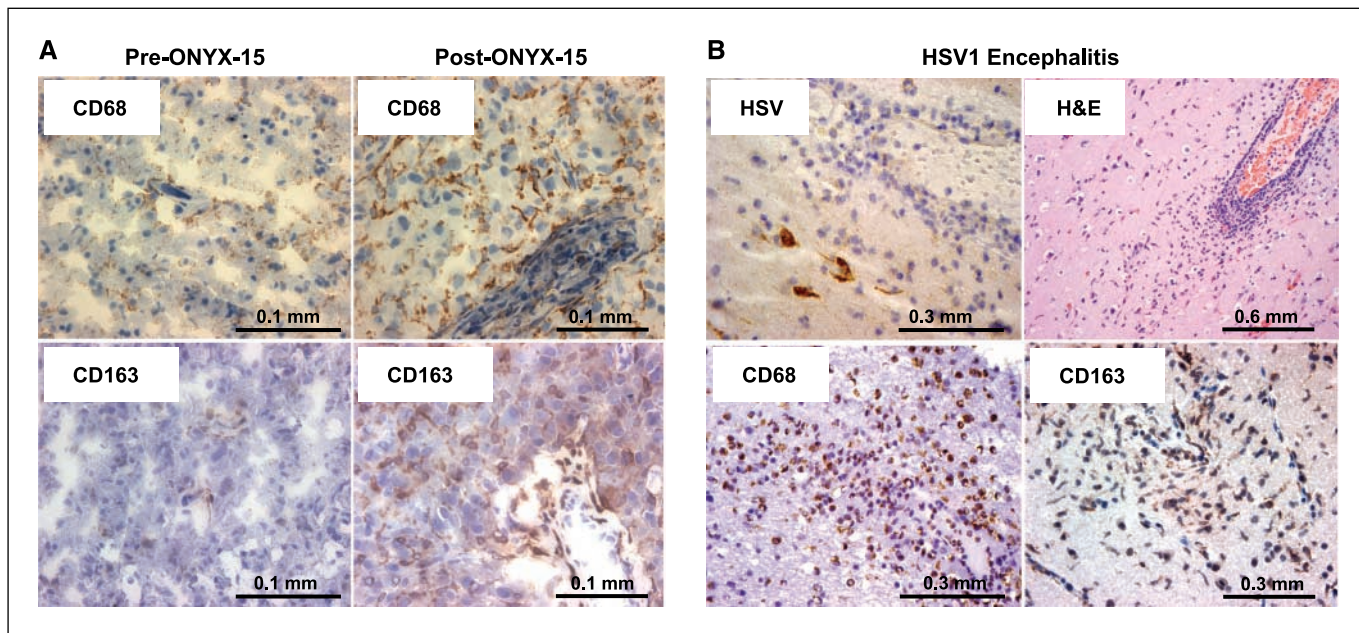 A
Pre-ONYX-15
Post-ONYX-15
CD68
0.1 mm
CD68
0.1 mm
CD163
0.1 mm
CD163
0.1 mm
B
HSV1 Encephalitis
HSV
0.3 mm
H&E
0.6 mm
CD68
0.3 mm
CD163
0.3 mm